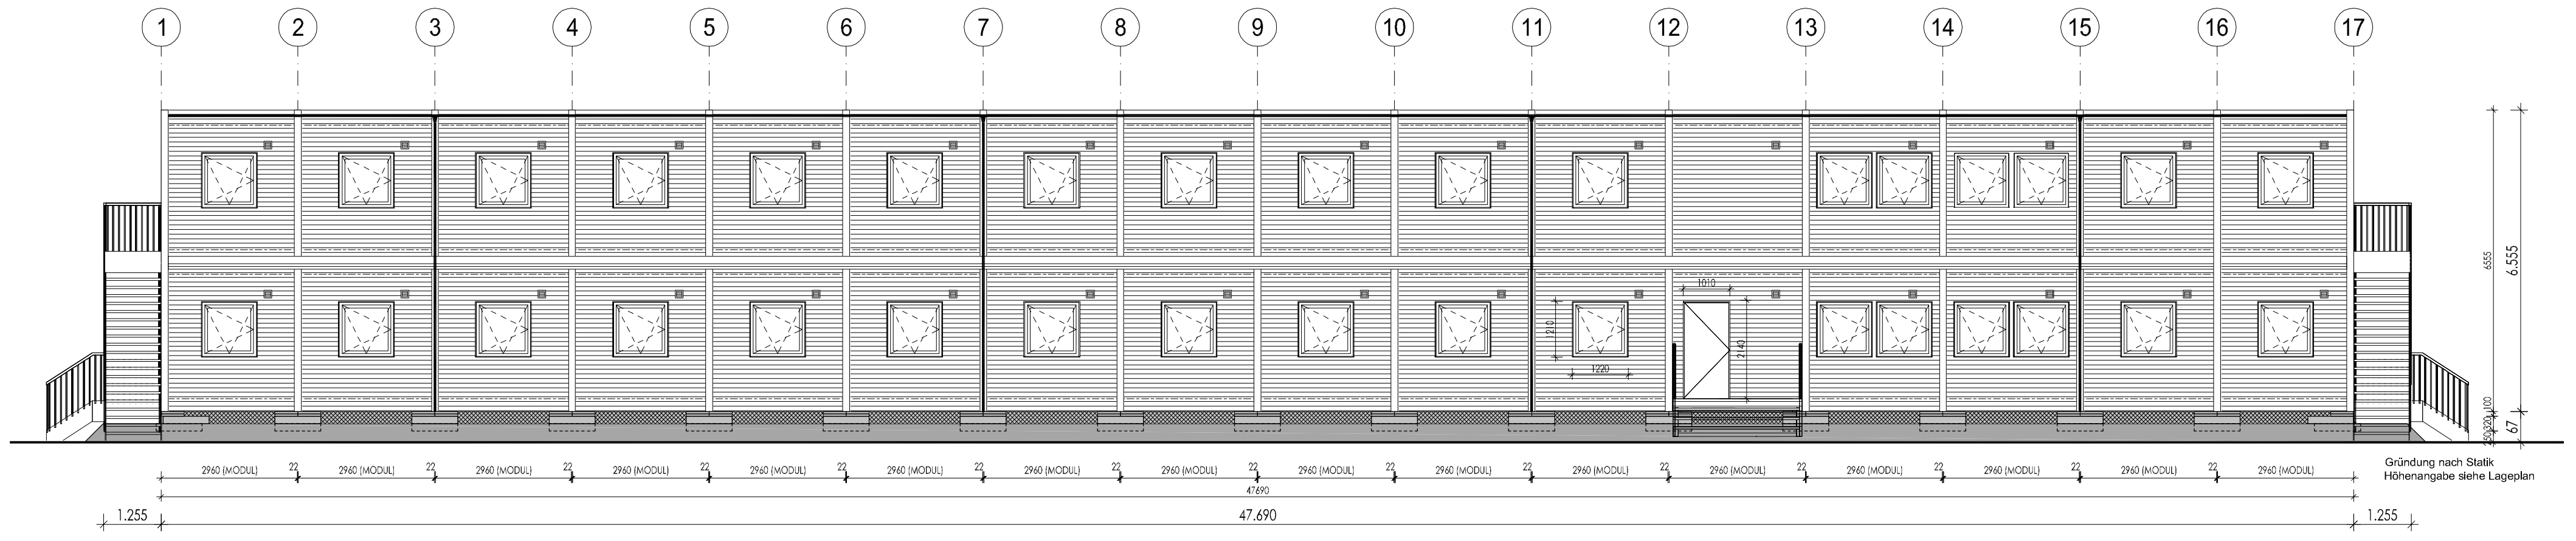 1 2 3 4 5 6 7 8 9 10 11 12 13 14 15 16 17
1010
1210
2140
1220
6555
6.555
100
320
250
67
2960 (MODUL) 22 2960 (MODUL) 22 2960 (MODUL) 22 2960 (MODUL) 22 2960 (MODUL) 22 2960 (MODUL) 22 2960 (MODUL) 22 2960 (MODUL) 22 2960 (MODUL) 22 2960 (MODUL) 22 2960 (MODUL) 22 2960 (MODUL) 22 2960 (MODUL) 22 2960 (MODUL) 22 2960 (MODUL) 22 2960 (MODUL)
Gründung nach Statik
Höhenangabe siehe Lageplan
47690
1.255 47.690 1.255